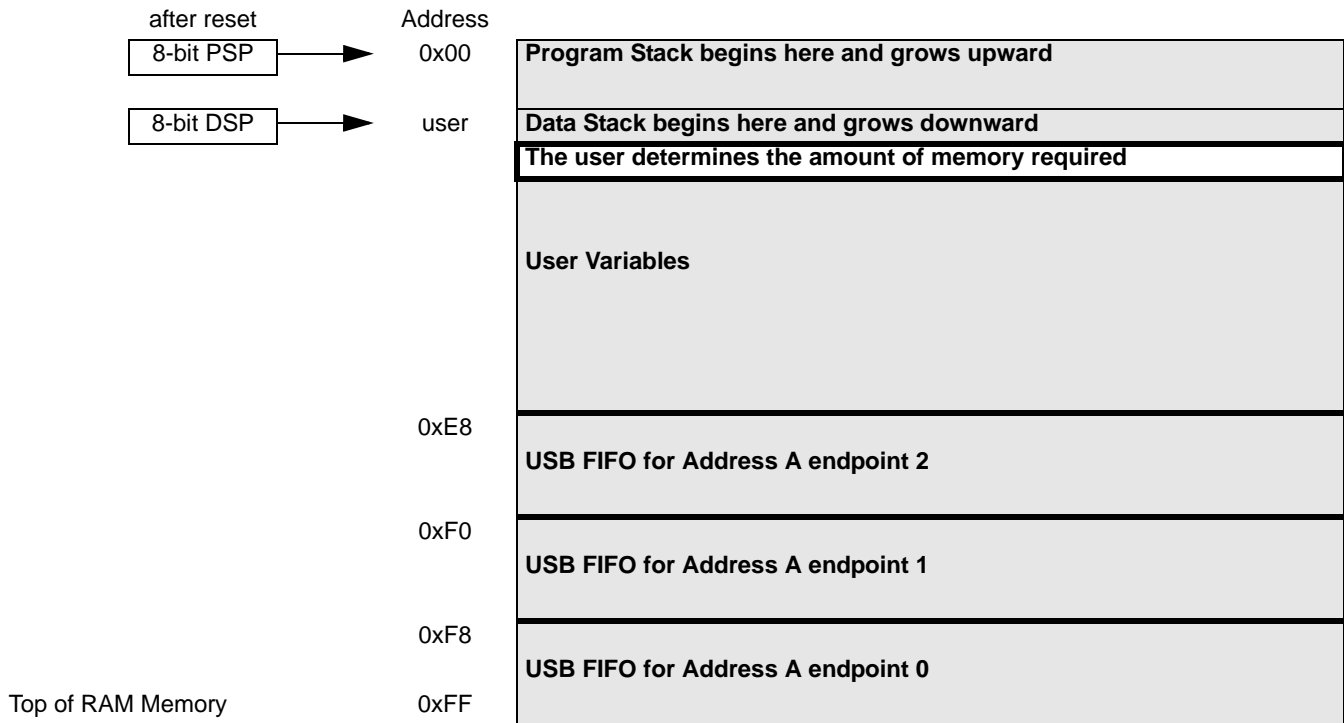 after reset Address
8-bit PSP 0x00 Program Stack begins here and grows upward
8-bit DSP user Data Stack begins here and grows downward
The user determines the amount of memory required
User Variables
0xE8
USB FIFO for Address A endpoint 2
0xF0
USB FIFO for Address A endpoint 1
0xF8
USB FIFO for Address A endpoint 0
Top of RAM Memory 0xFF